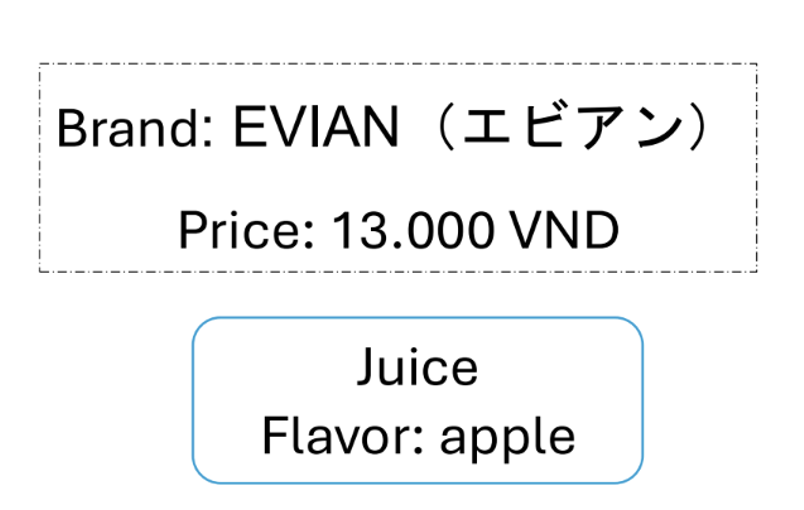 Brand: EVIAN（エビアン）
Price: 13.000 VND
Juice
Flavor: apple